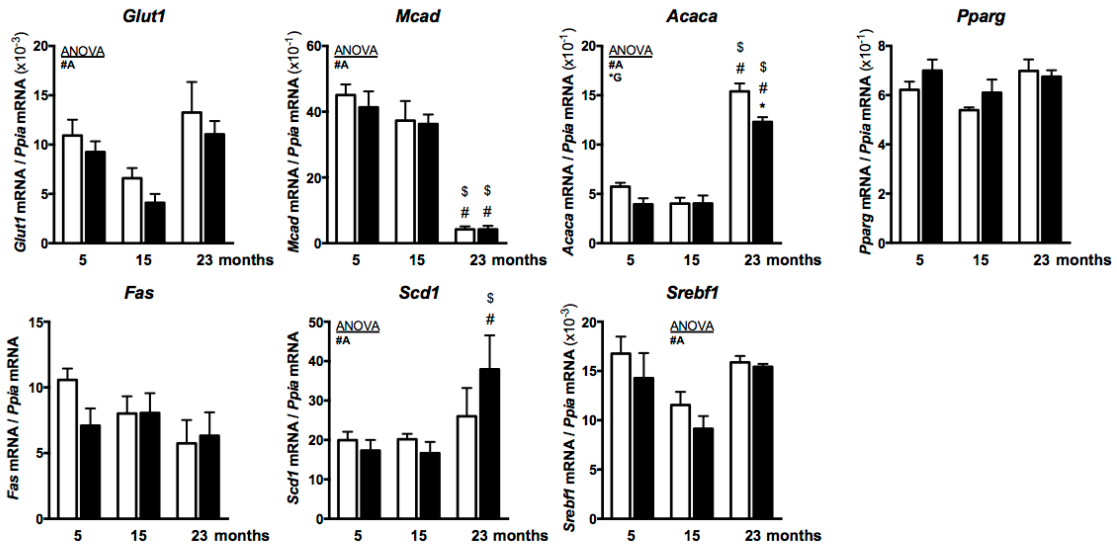 Glut1
Glut1 mRNA / Ppia mRNA (x10-3)
20
15
10
5
0
ANOVA
#A
5 15 23 months
Mcad
Mcad mRNA / Ppia mRNA (x10-1)
60
40
20
0
ANOVA
#A
$ $
# #
5 15 23 months
Acaca
Acaca mRNA / Ppia mRNA (x10-1)
20
15
10
5
0
ANOVA
#A
*G
$
#
$
#
*
5 15 23 months
Pparg
Pparg mRNA / Ppia mRNA (x10-1)
8
6
4
2
0
5 15 23 months
Fas
Fas mRNA / Ppia mRNA
15
10
5
0
5 15 23 months
Scd1
Scd1 mRNA / Ppia mRNA
50
40
30
20
10
0
ANOVA
#A
$
#
5 15 23 months
Srebf1
Srebf1 mRNA / Ppia mRNA (x10-3)
20
15
10
5
0
ANOVA
#A
5 15 23 months